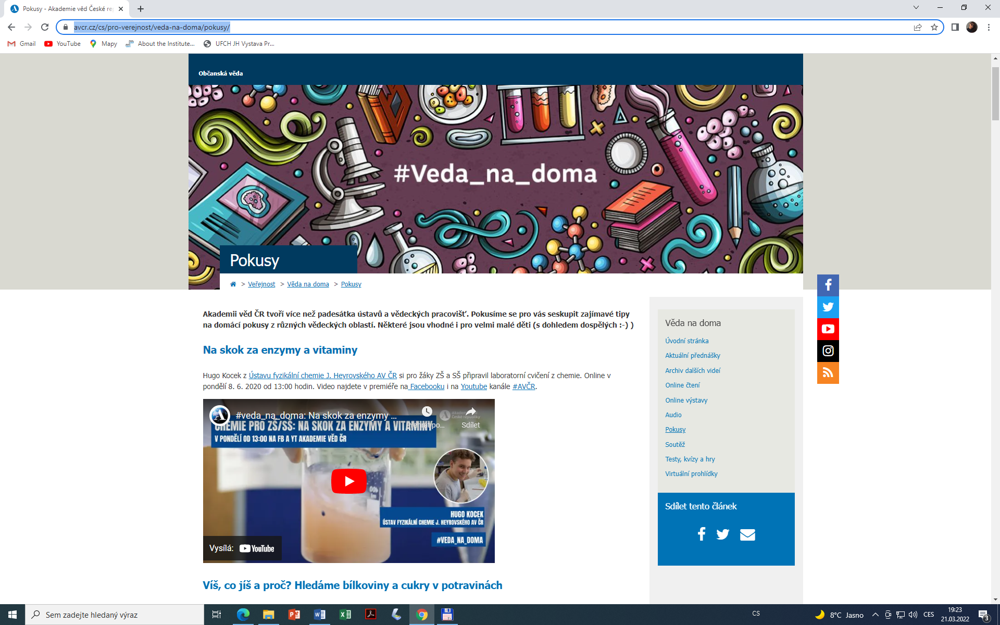 Pokusy - Akademie věd České re
avcr.cz/cs/pro-verejnost/veda-na-doma/pokusy/
Gmail
YouTube
Mapy
About the Institute...
UFCH JH Vystava Pr...
Občanská věda
#Veda_na_doma
Pokusy
> Veřejnost > Věda na doma > Pokusy
Akademii věd ČR tvoří více než padesátka ústavů a vědeckých pracovišť. Pokusíme se pro vás seskupit zajímavé tipy
na domácí pokusy z různých vědeckých oblastí. Některé jsou vhodné i pro velmi malé děti (s dohledem dospělých :-) )
Na skok za enzymy a vitaminy
Hugo Kocek z Ústavu fyzikální chemie J. Heyrovského AV ČR si pro žáky ZŠ a SŠ připravil laboratorní cvičení z chemie. Online v
pondělí 8. 6. 2020 od 13:00 hodin. Video najdete v premiéře na Facebooku i na Youtube kanále #AVČR.
#veda_na_doma: Na skok za enzymy ...
Přehrát po...
Sdílet
CHEMIE PRO ZŠ/SŠ: NA SKOK ZA ENZYMY A VITAMINY
V PONDĚLÍ OD 13:00 NA FB A YT AKADEMIE VĚD ČR
HUGO KOCEK
ÚSTAV FYZIKÁLNÍ CHEMIE J. HEYROVSKÉHO AV ČR
#VEDA_NA_DOMA
Vysílá: YouTube
Víš, co jíš a proč? Hledáme bílkoviny a cukry v potravinách
Věda na doma
Úvodní stránka
Aktuální přednášky
Archiv dalších videí
Online čtení
Online výstavy
Audio
Pokusy
Soutěž
Testy, kvízy a hry
Virtuální prohlídky
Sdílet tento článek
Sem zadejte hledaný výraz
CS
8°C Jasno
CES
19:23
21.03.2022
3